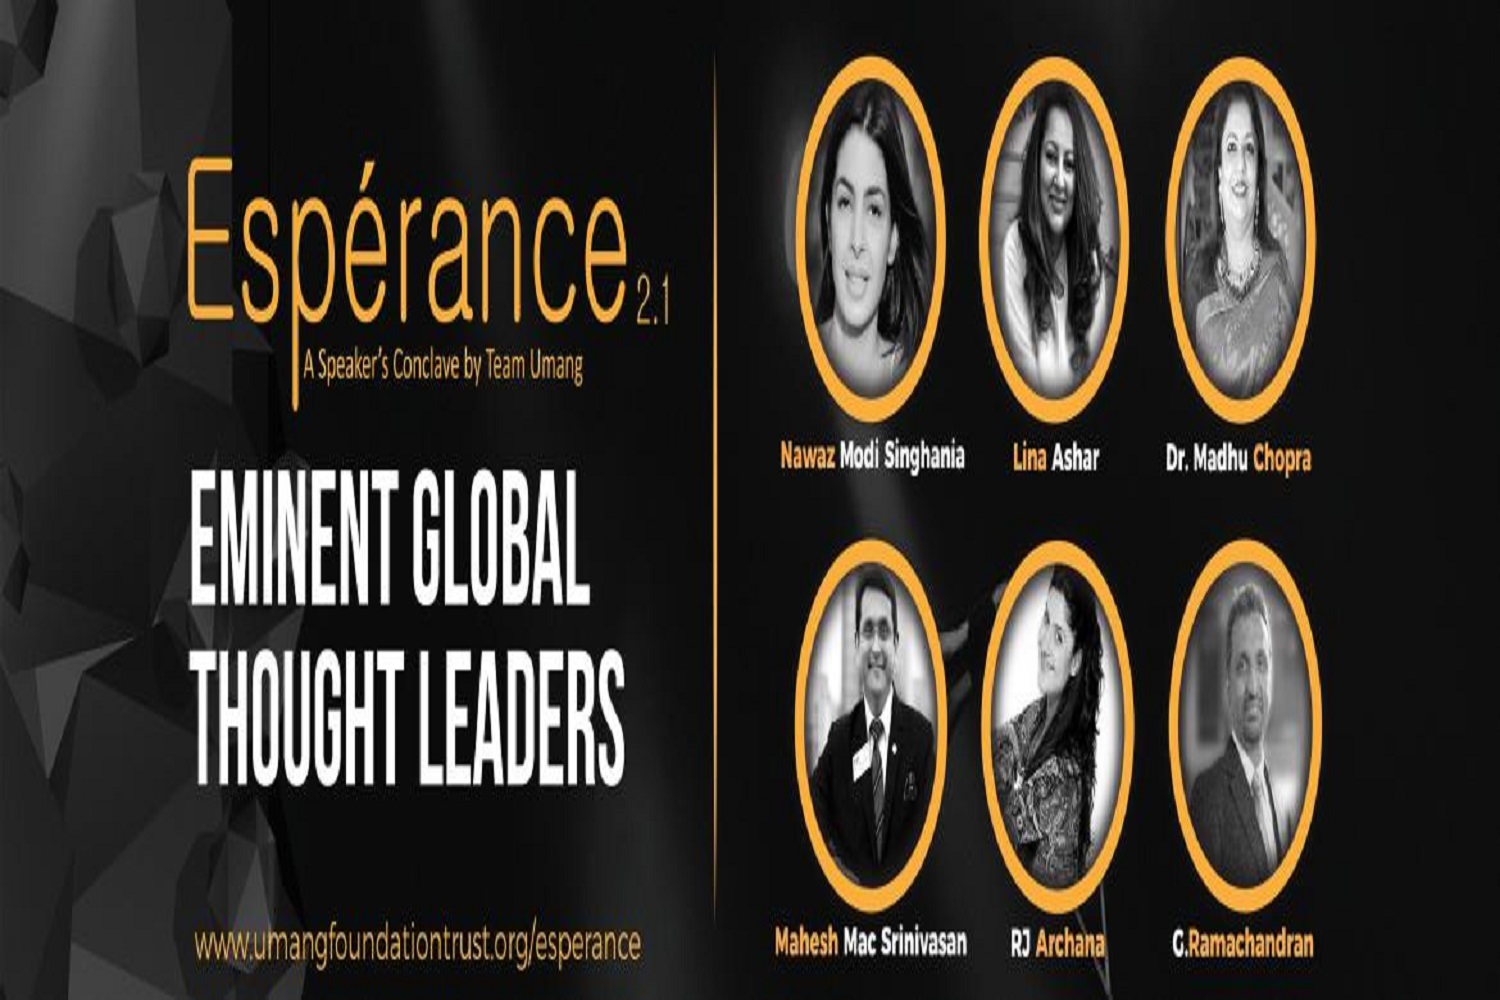 Espérance 2.1
A Speaker's Conclave by Team Umang
EMINENT GLOBAL
THOUGHT LEADERS
www.umangfoundationtrust.org/esperance
Nawaz Modi Singhania
Lina Ashar
Dr. Madhu Chopra
Mahesh Mac Srinivasan
RJ Archana
G.Ramachandran